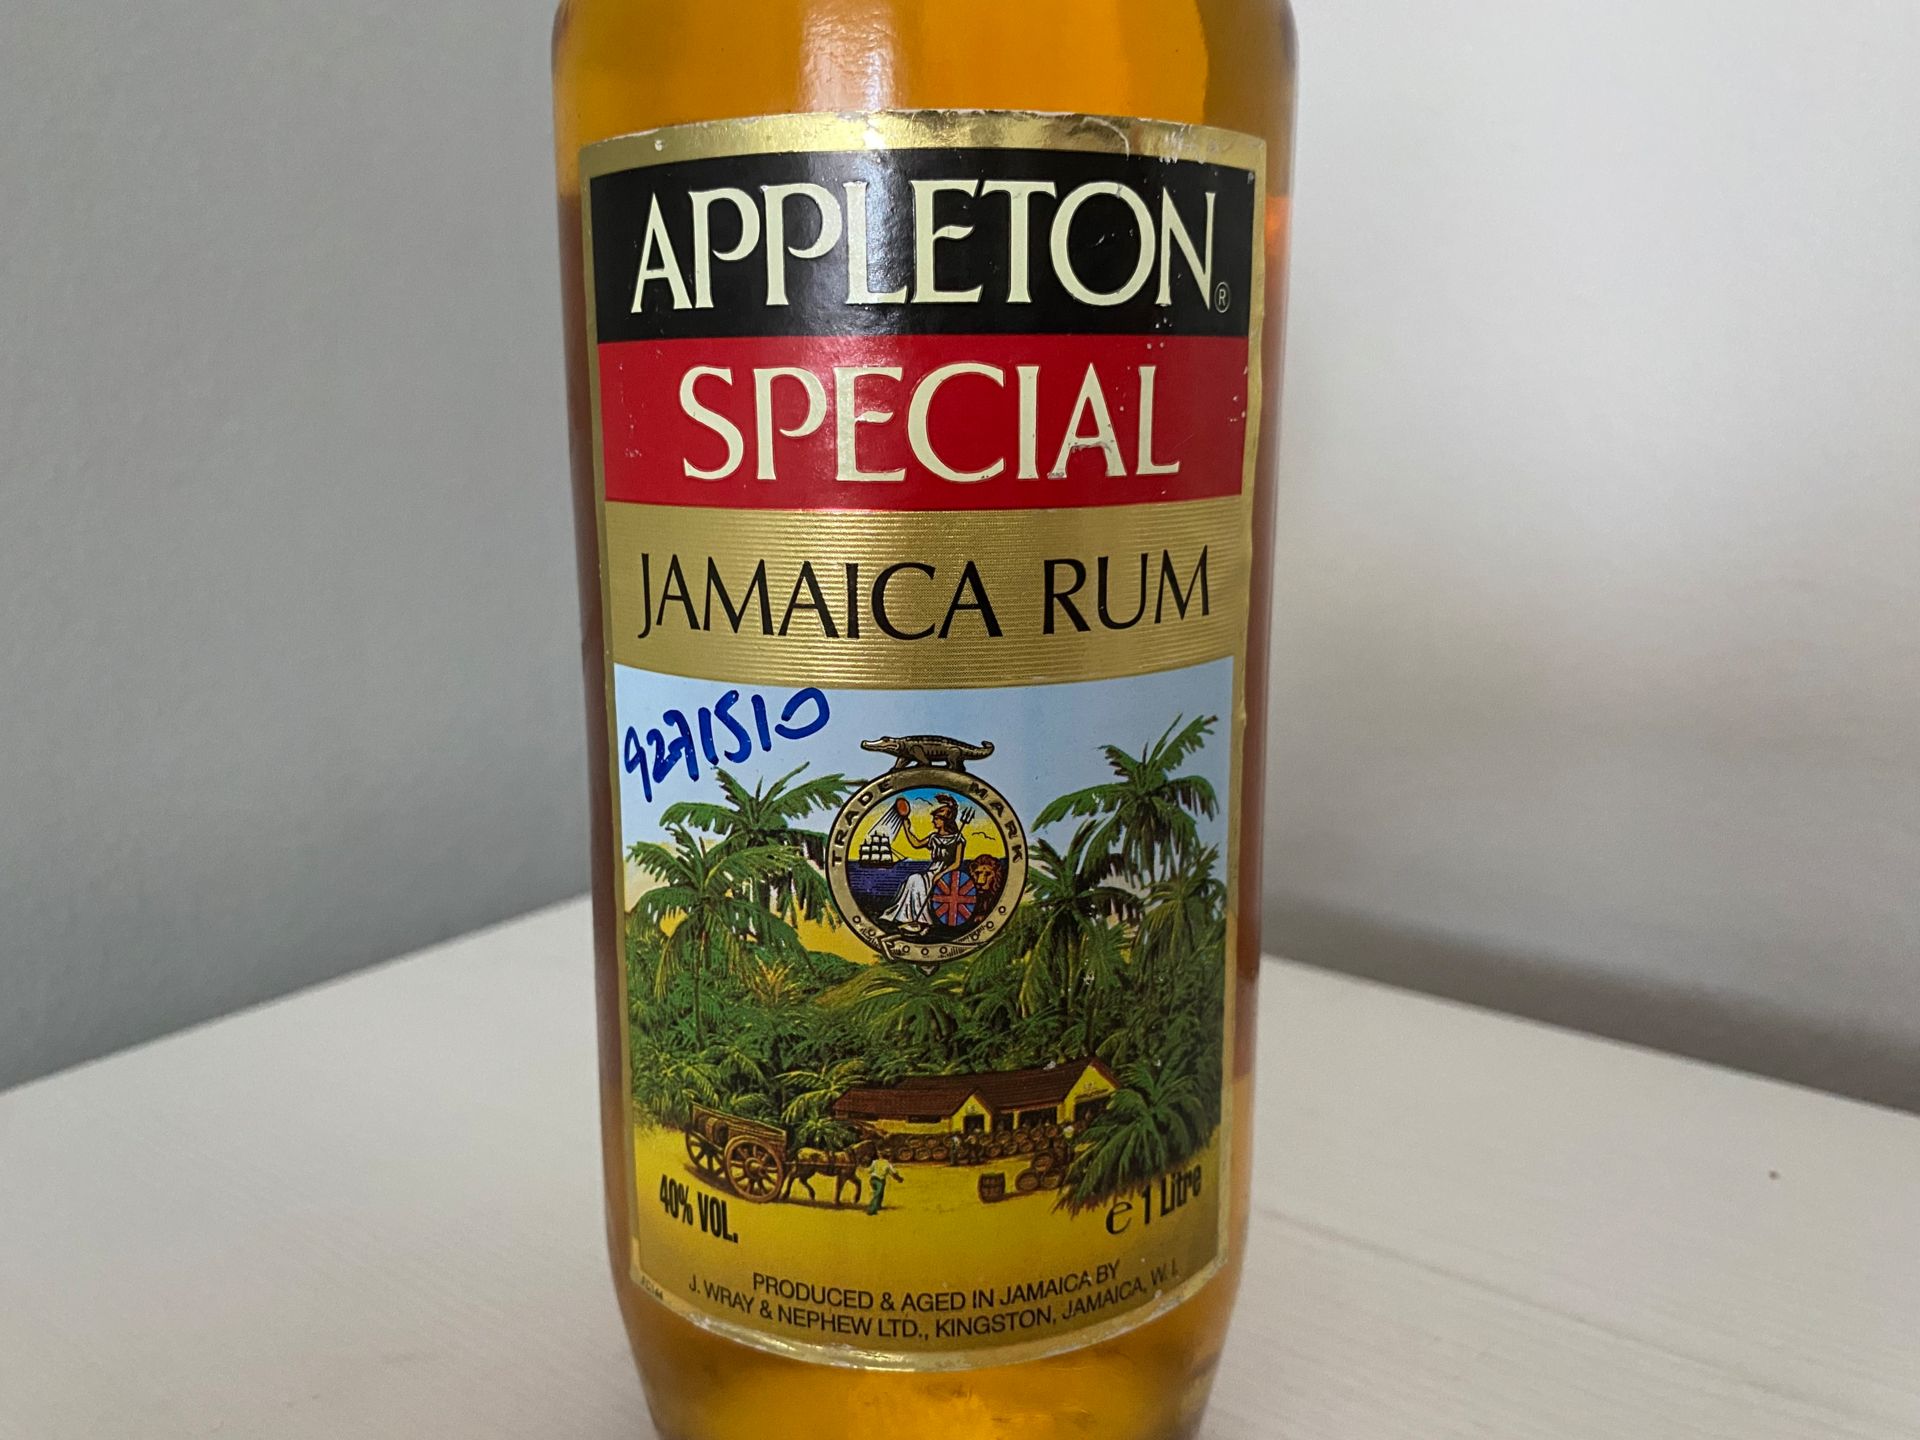 APPLETON®
SPECIAL
JAMAICA RUM
9271510
TRADE MARK
40% VOL.
e 1 Litre
PRODUCED & AGED IN JAMAICA BY
J. WRAY & NEPHEW LTD., KINGSTON, JAMAICA, W. I.